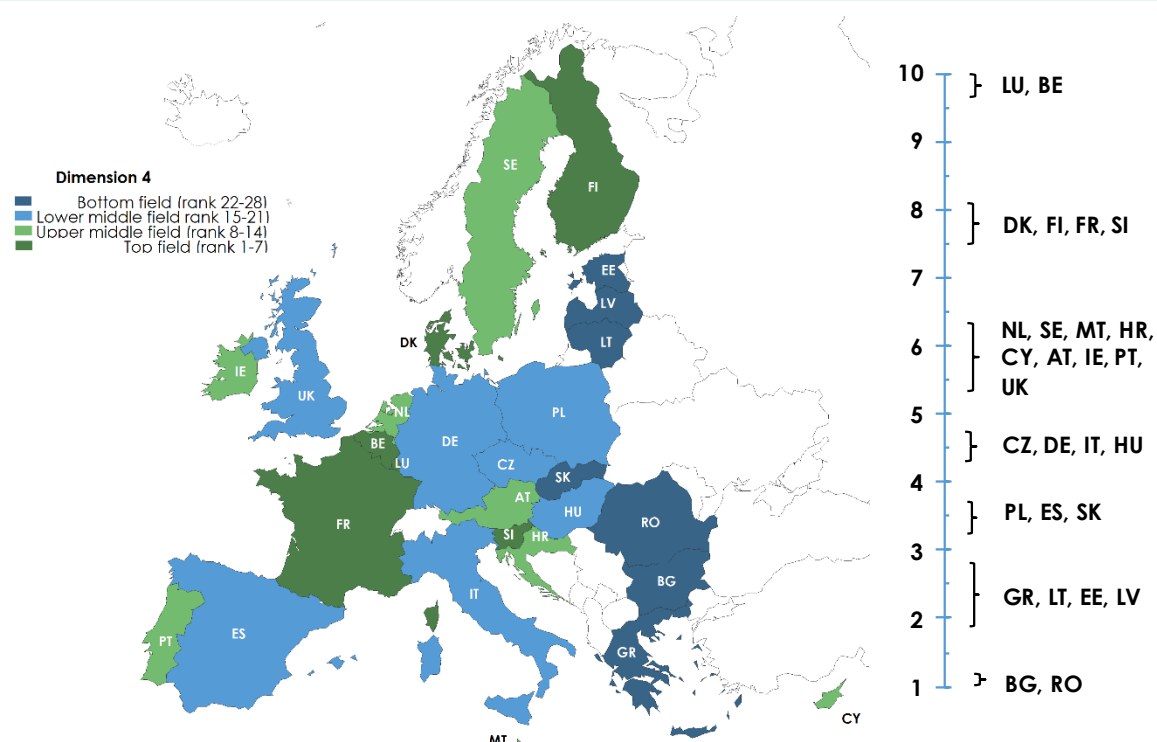 Dimension 4
Bottom field (rank 22-28)
Lower middle field rank 15-21)
Upper middle field (rank 8-14)
Top field (rank 1-7)
SE
FI
EE
LV
LT
DK
IE
UK
NL
BE
LU
DE
PL
CZ
SK
AT
HU
FR
SI
HR
RO
BG
IT
PT
ES
GR
MT
CY
10
9
8
7
6
5
4
3
2
1
LU, BE
DK, FI, FR, SI
NL, SE, MT, HR,
CY, AT, IE, PT,
UK
CZ, DE, IT, HU
PL, ES, SK
GR, LT, EE, LV
BG, RO